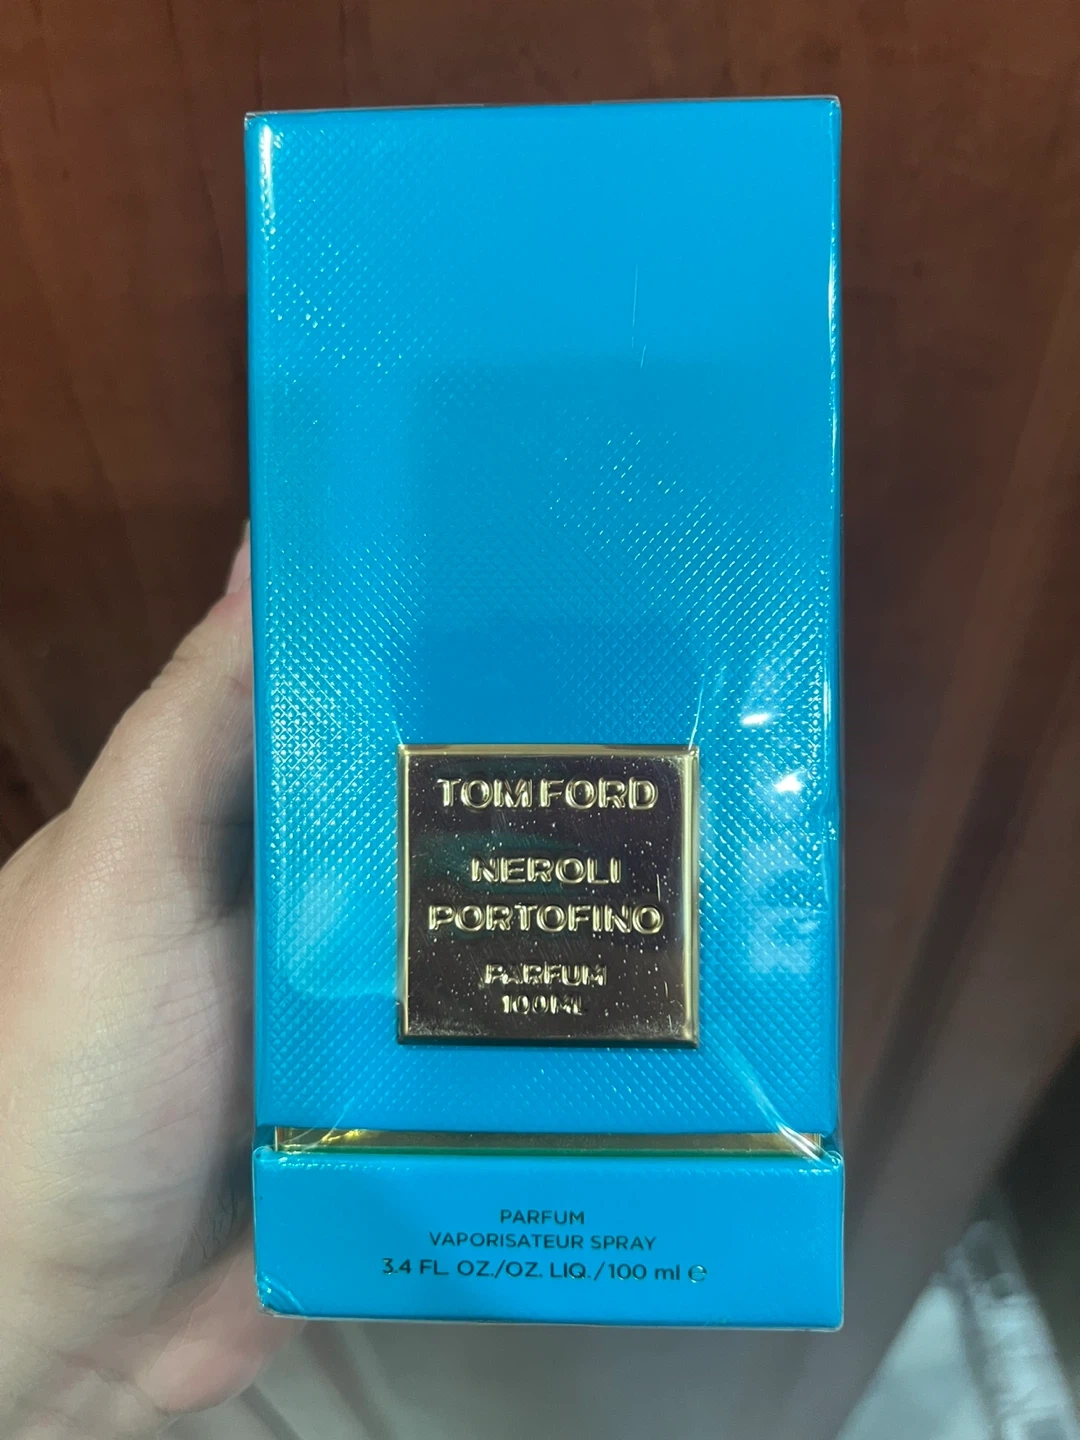 TOM FORD
NEROLI
PORTOFINO
PARFUM
100ML
PARFUM
VAPORISATEUR SPRAY
3.4 FL. OZ./OZ. LIQ. / 100 ml ℮